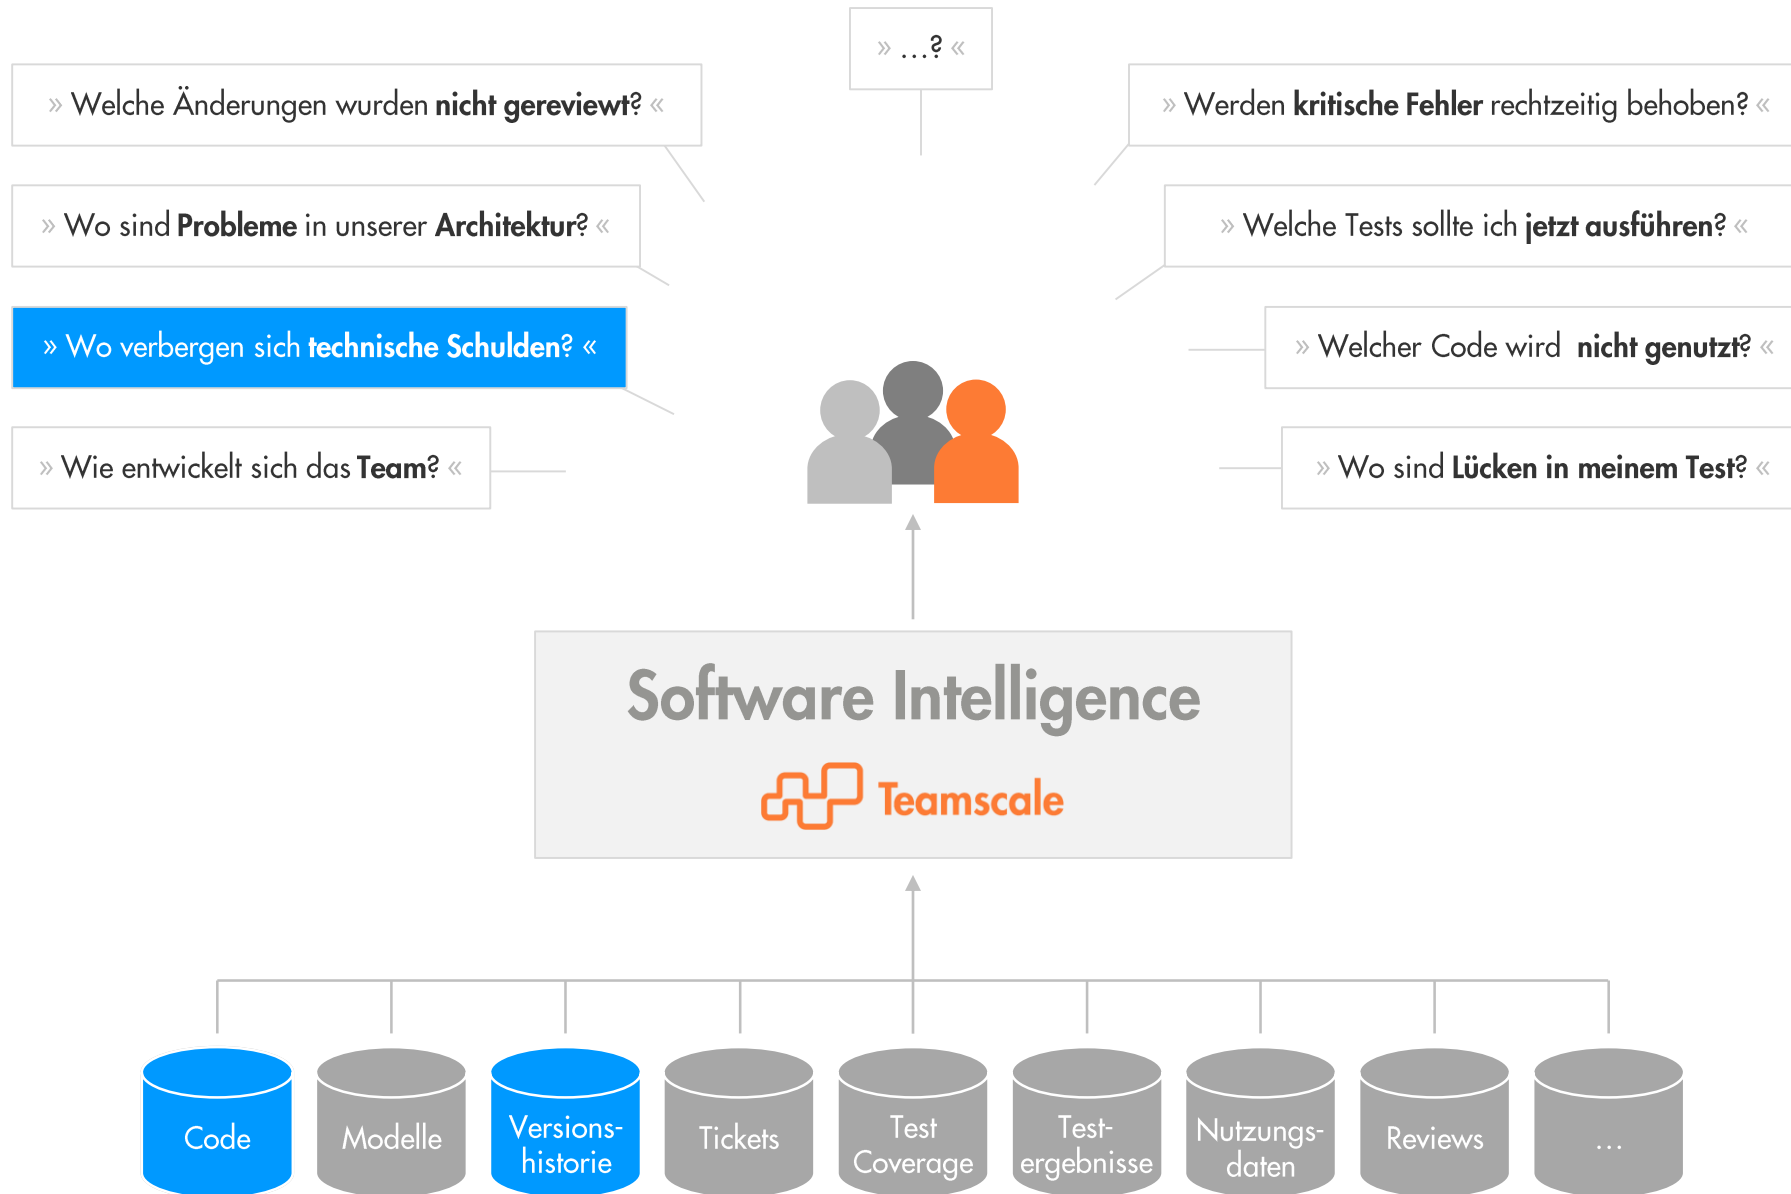 » …? «
» Welche Änderungen wurden nicht gereviewt? «
» Werden kritische Fehler rechtzeitig behoben? «
» Wo sind Probleme in unserer Architektur? «
» Welche Tests sollte ich jetzt ausführen? «
» Wo verbergen sich technische Schulden? «
» Welcher Code wird nicht genutzt? «
» Wie entwickelt sich das Team? «
» Wo sind Lücken in meinem Test? «
Software Intelligence
Teamscale
Code
Modelle
Versions-
historie
Tickets
Test
Coverage
Test-
ergebnisse
Nutzungs-
daten
Reviews
…